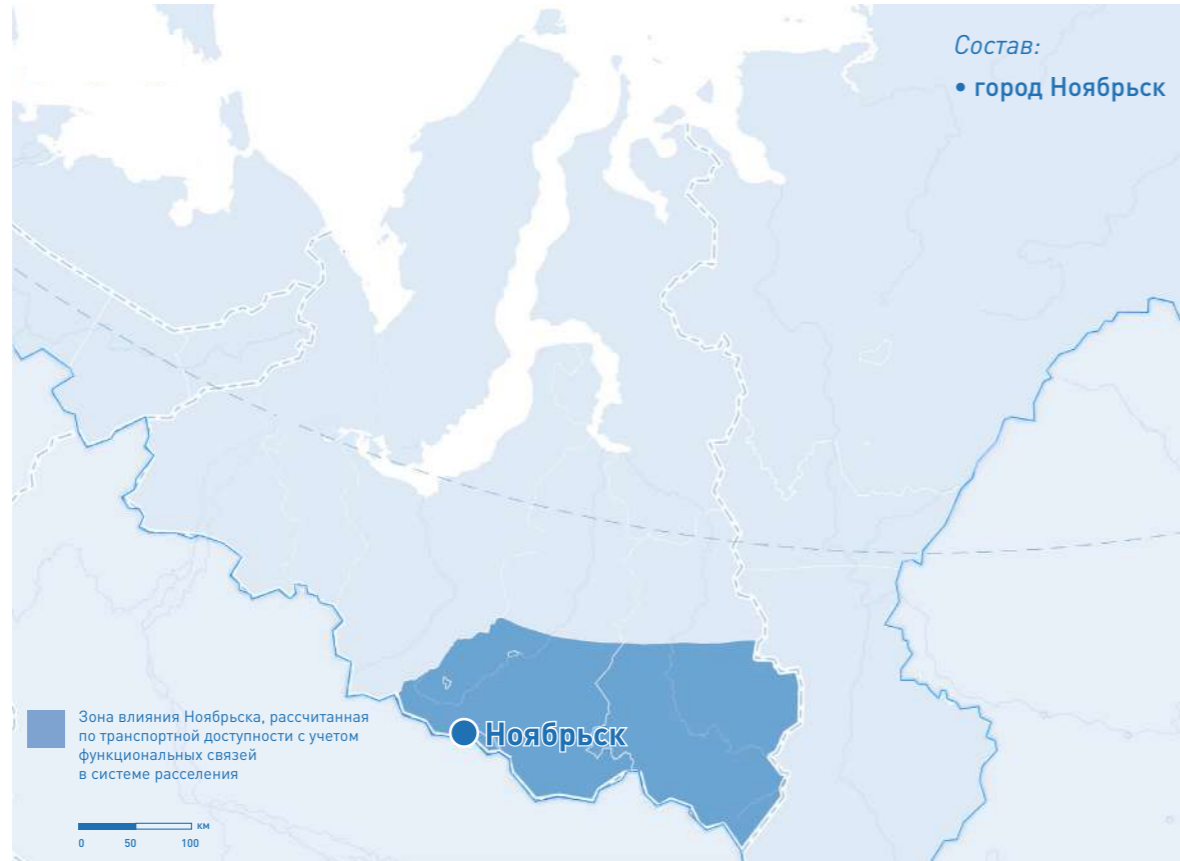 Состав:
• город Ноябрьск
Ноябрьск
Зона влияния Ноябрьска, рассчитанная
по транспортной доступности с учетом
функциональных связей
в системе расселения
км
0 50 100